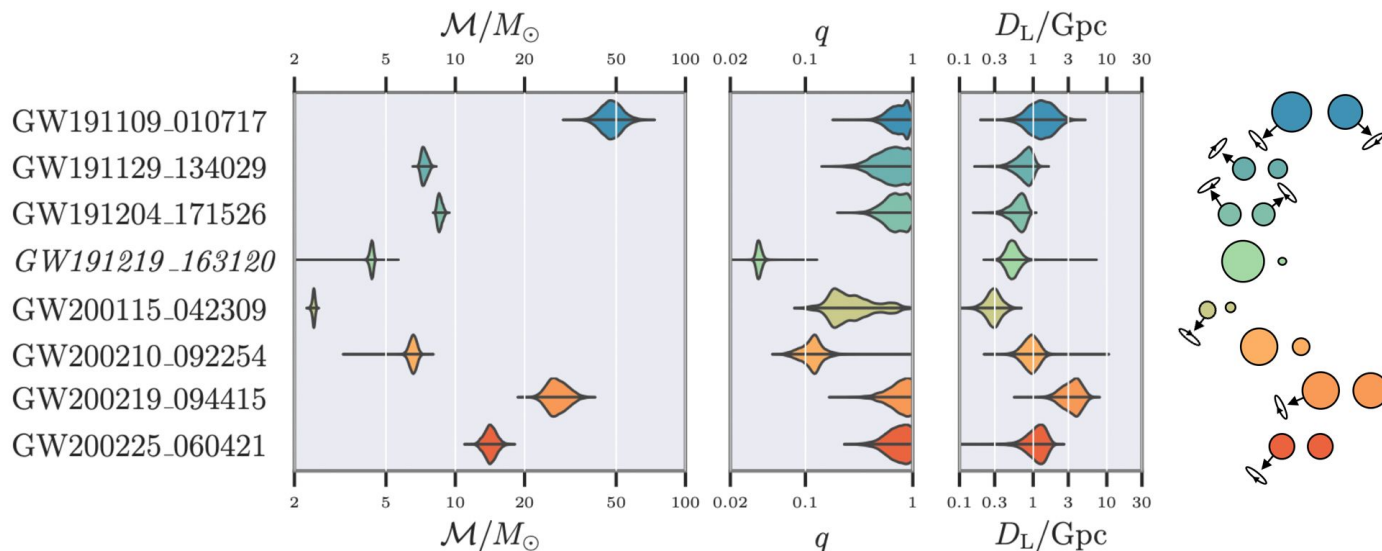 ℳ/M⊙ q D_L/Gpc
2 5 10 20 50 100 0.02 0.1 1 0.1 0.3 1 3 10 30
GW191109_010717
GW191129_134029
GW191204_171526
GW191219_163120
GW200115_042309
GW200210_092254
GW200219_094415
GW200225_060421
2 5 10 20 50 100 0.02 0.1 1 0.1 0.3 1 3 10 30
ℳ/M⊙ q D_L/Gpc